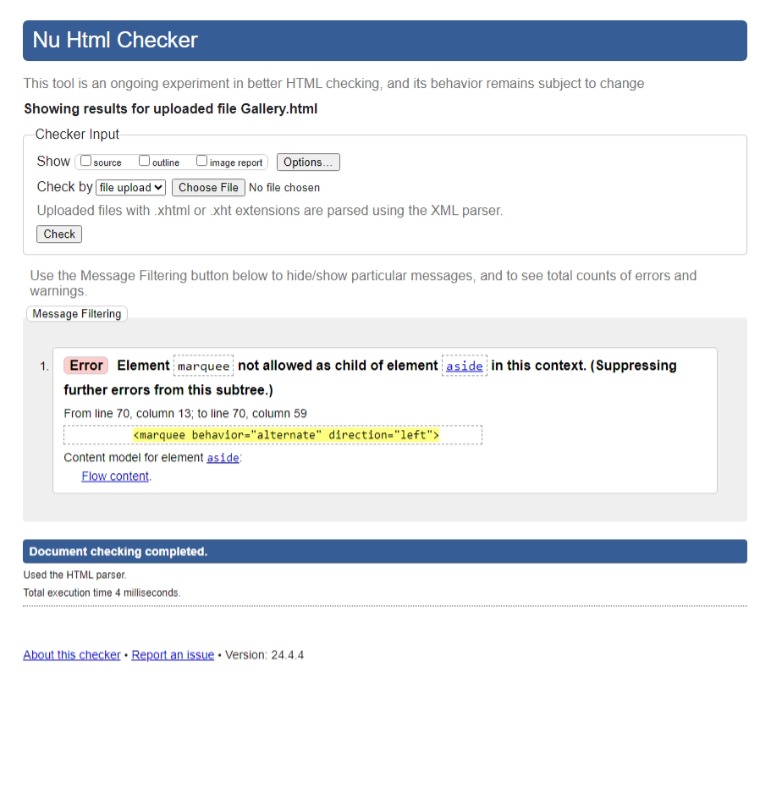 Nu Html Checker
This tool is an ongoing experiment in better HTML checking, and its behavior remains subject to change
Showing results for uploaded file Gallery.html
Checker Input
Show source outline image report Options...
Check by file upload Choose File No file chosen
Uploaded files with .xhtml or .xht extensions are parsed using the XML parser.
Check
Use the Message Filtering button below to hide/show particular messages, and to see total counts of errors and
warnings.
Message Filtering
1. Error Element marquee not allowed as child of element aside in this context. (Suppressing
further errors from this subtree.)
From line 70, column 13; to line 70, column 59
<marquee behavior="alternate" direction="left">
Content model for element aside:
Flow content.
Document checking completed.
Used the HTML parser.
Total execution time 4 milliseconds.
About this checker • Report an issue • Version: 24.4.4